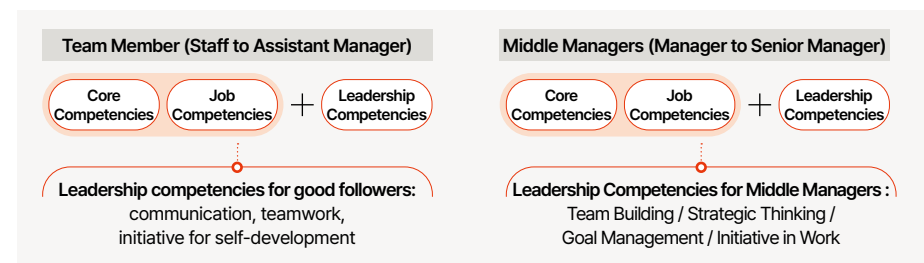 Team Member (Staff to Assistant Manager)
Core
Competencies
Job
Competencies
+
Leadership
Competencies
Leadership competencies for good followers:
communication, teamwork,
initiative for self-development
Middle Managers (Manager to Senior Manager)
Core
Competencies
Job
Competencies
+
Leadership
Competencies
Leadership Competencies for Middle Managers :
Team Building / Strategic Thinking /
Goal Management / Initiative in Work